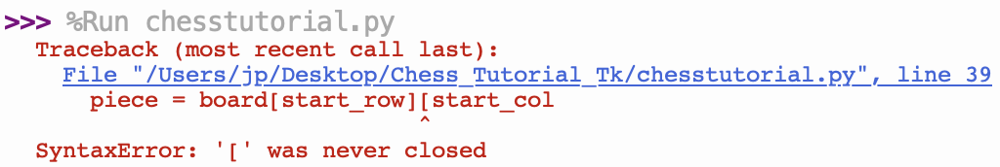 >>> %Run chesstutorial.py
Traceback (most recent call last):
File "/Users/jp/Desktop/Chess_Tutorial_Tk/chesstutorial.py", line 39
piece = board[start_row][start_col
^
SyntaxError: '[' was never closed